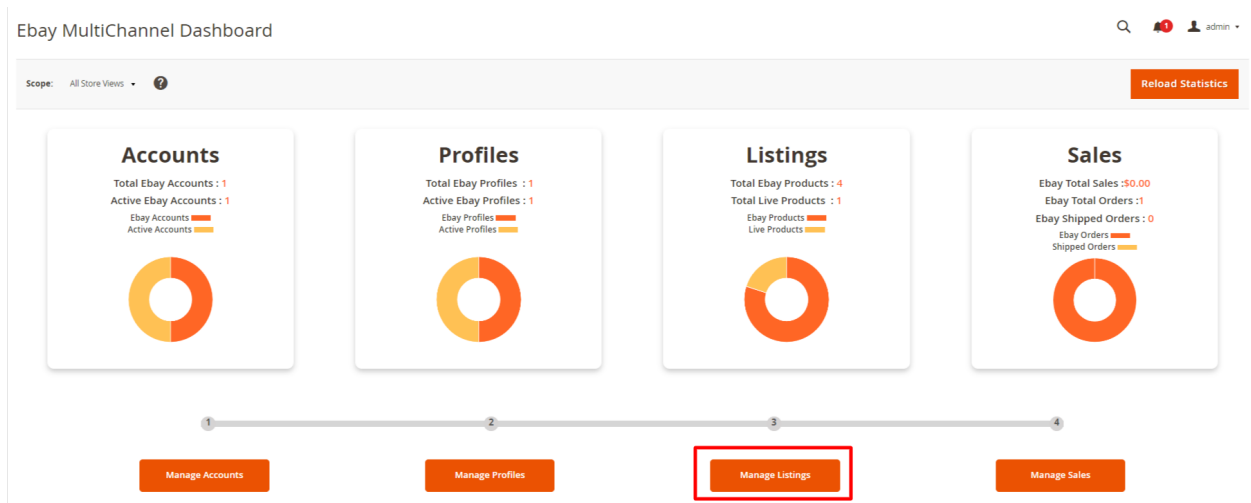 Ebay MultiChannel Dashboard
1
admin
Scope: All Store Views ?
Reload Statistics
Accounts
Total Ebay Accounts : 1
Active Ebay Accounts : 1
Ebay Accounts
Active Accounts
Profiles
Total Ebay Profiles : 1
Active Ebay Profiles : 1
Ebay Profiles
Active Profiles
Listings
Total Ebay Products : 4
Total Live Products : 1
Ebay Products
Live Products
Sales
Ebay Total Sales :$0.00
Ebay Total Orders :1
Ebay Shipped Orders : 0
Ebay Orders
Shipped Orders
1
2
3
4
Manage Accounts
Manage Profiles
Manage Listings
Manage Sales